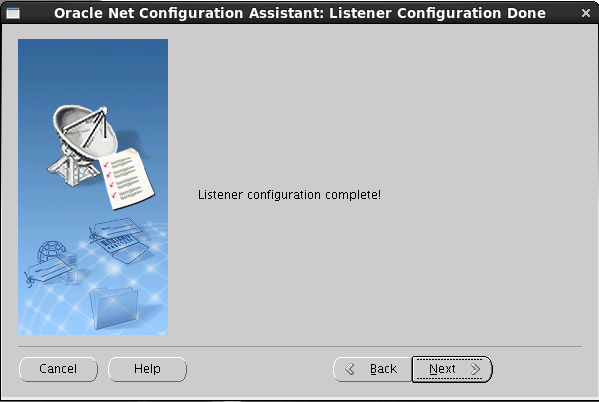 Oracle Net Configuration Assistant: Listener Configuration Done
Listener configuration complete!
Cancel
Help
Back
Next